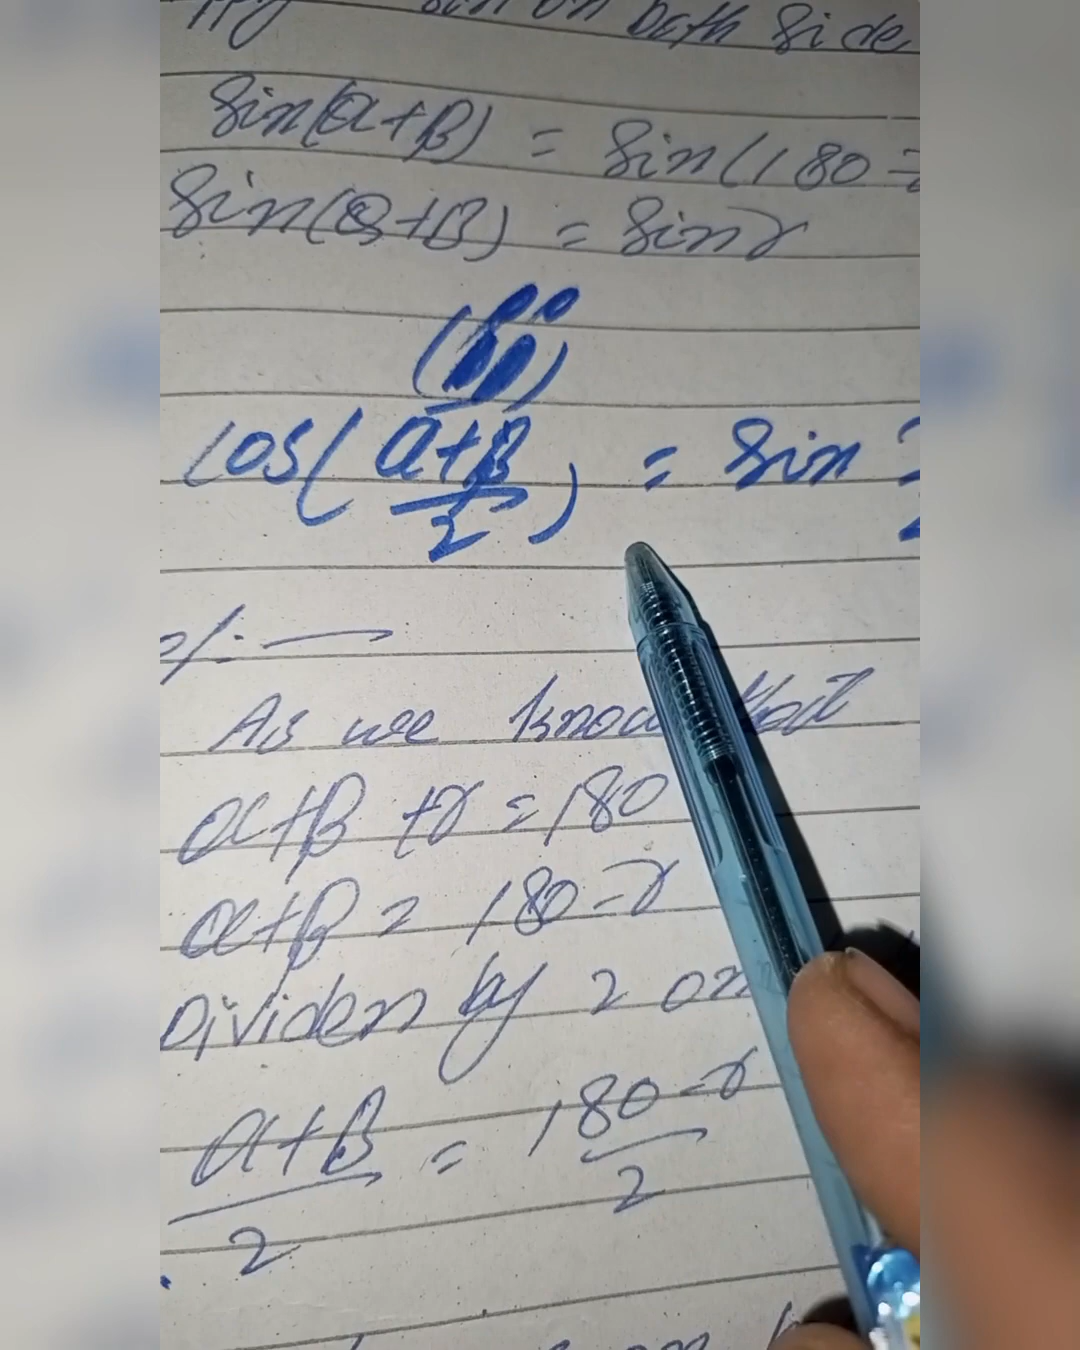 on both Side
Sin(α+β) = Sin(180-
Sin(α+β) = Sinγ
Cos(α+β/2) = Sin
As we know that
α+β+γ=180
α+β = 180-γ
Dividen by 2 on
α+β/2 = 180-γ/2